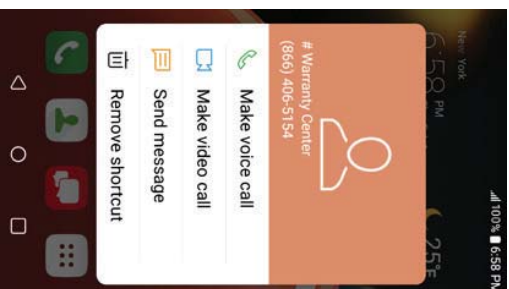 100% 6:58 PM
New York
6:58 PM
25°F
# Warranty Center
(866) 406-5154
Make voice call
Make video call
Send message
Remove shortcut